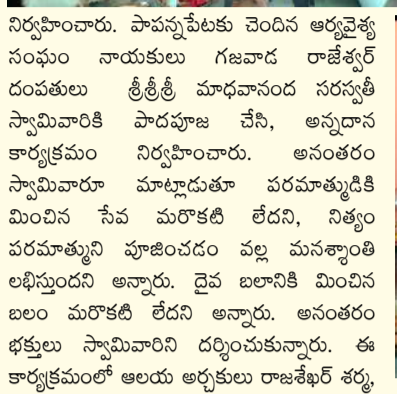 నిర్వహించారు. పాపన్నపేటకు చెందిన ఆర్యవైశ్య
సంఘం నాయకులు గజవాడ రాజేశ్వర్
దంపతులు శ్రీశ్రీశ్రీ మాధవానంద సరస్వతీ
స్వామివారికి పాదపూజ చేసి, అన్నదాన
కార్యక్రమం నిర్వహించారు. అనంతరం
స్వామివారూ మాట్లాడుతూ పరమాత్ముడికి
మించిన సేవ మరొకటి లేదని, నిత్యం
పరమాత్ముని పూజించడం వల్ల మనశ్శాంతి
లభిస్తుందని అన్నారు. దైవ బలానికి మించిన
బలం మరొకటి లేదని అన్నారు. అనంతరం
భక్తులు స్వామివారిని దర్శించుకున్నారు. ఈ
కార్యక్రమంలో ఆలయ అర్చకులు రాజశేఖర్ శర్మ,